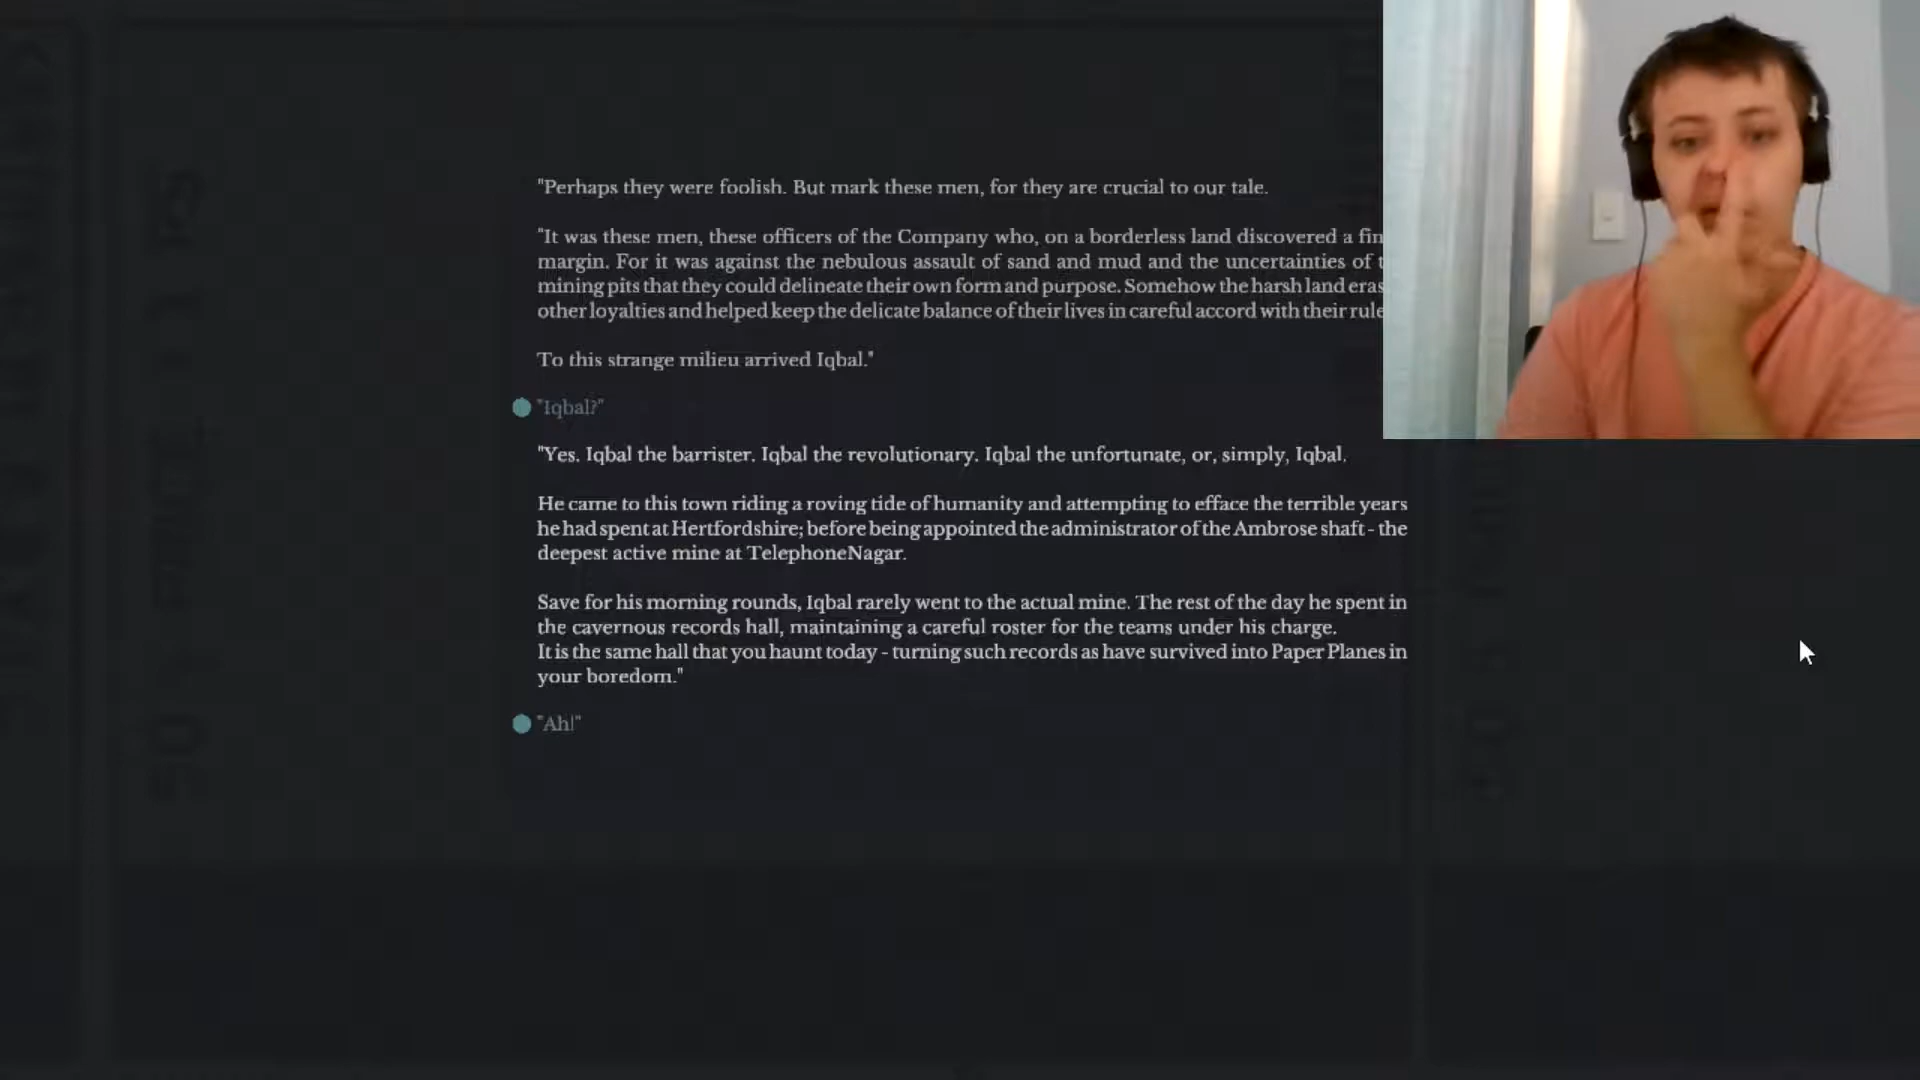 "Perhaps they were foolish. But mark these men, for they are crucial to our tale.
"It was these men, these officers of the Company who, on a borderless land discovered a
margin. For it was against the nebulous assault of sand and mud and the uncertainties of
mining pits that they could delineate their own form and purpose. Somehow the harsh land
other loyalties and helped keep the delicate balance of their lives in careful accord with their
To this strange milieu arrived Iqbal."
"Iqbal?"
"Yes. Iqbal the barrister. Iqbal the revolutionary. Iqbal the unfortunate, or, simply, Iqbal.
He came to this town riding a roving tide of humanity and attempting to efface the terrible years
he had spent at Hertfordshire; before being appointed the administrator of the Ambrose shaft - the
deepest active mine at TelephoneNagar.
Save for his morning rounds, Iqbal rarely went to the actual mine. The rest of the day he spent in
the cavernous records hall, maintaining a careful roster for the teams under his charge.
It is the same hall that you haunt today - turning such records as have survived into Paper Planes in
your boredom."
"Ah!"